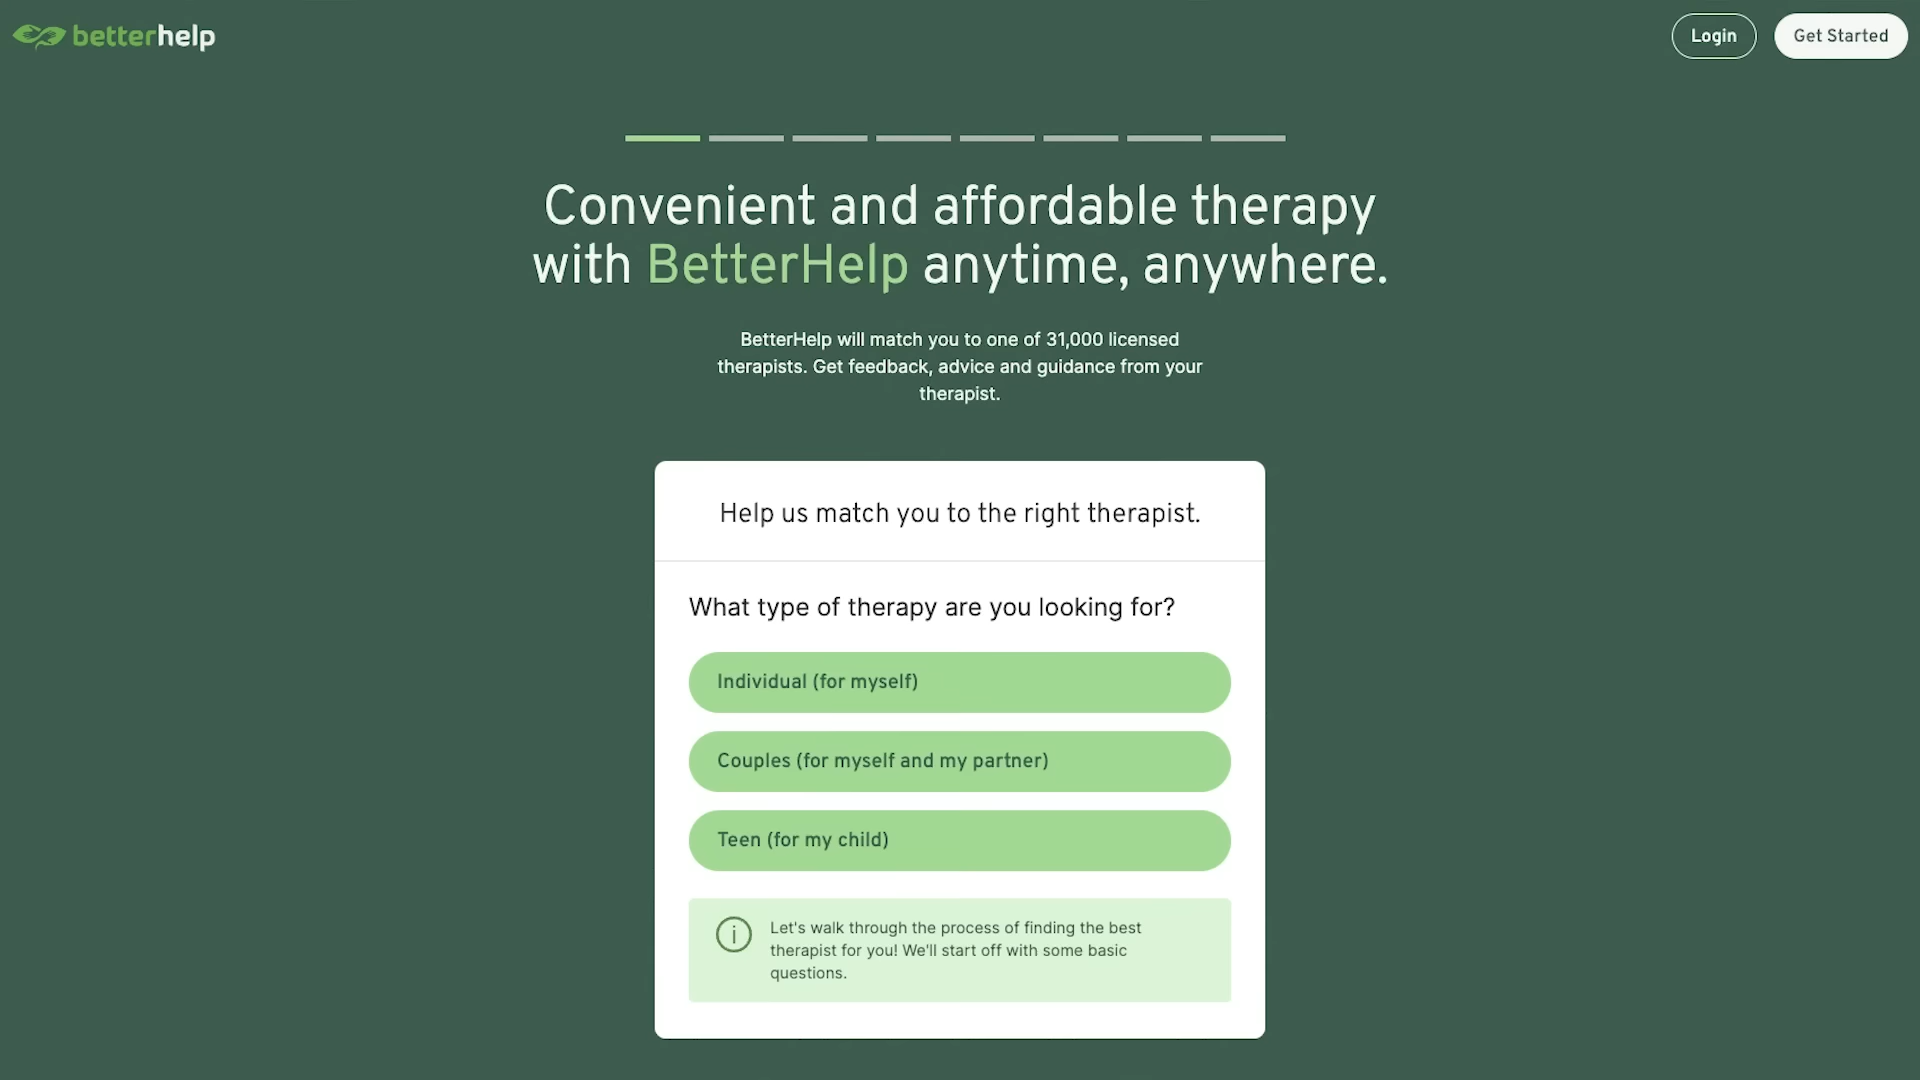 betterhelp
Login
Get Started
Convenient and affordable therapy
with BetterHelp anytime, anywhere.
BetterHelp will match you to one of 31,000 licensed
therapists. Get feedback, advice and guidance from your
therapist.
Help us match you to the right therapist.
What type of therapy are you looking for?
Individual (for myself)
Couples (for myself and my partner)
Teen (for my child)
Let's walk through the process of finding the best
therapist for you! We'll start off with some basic
questions.